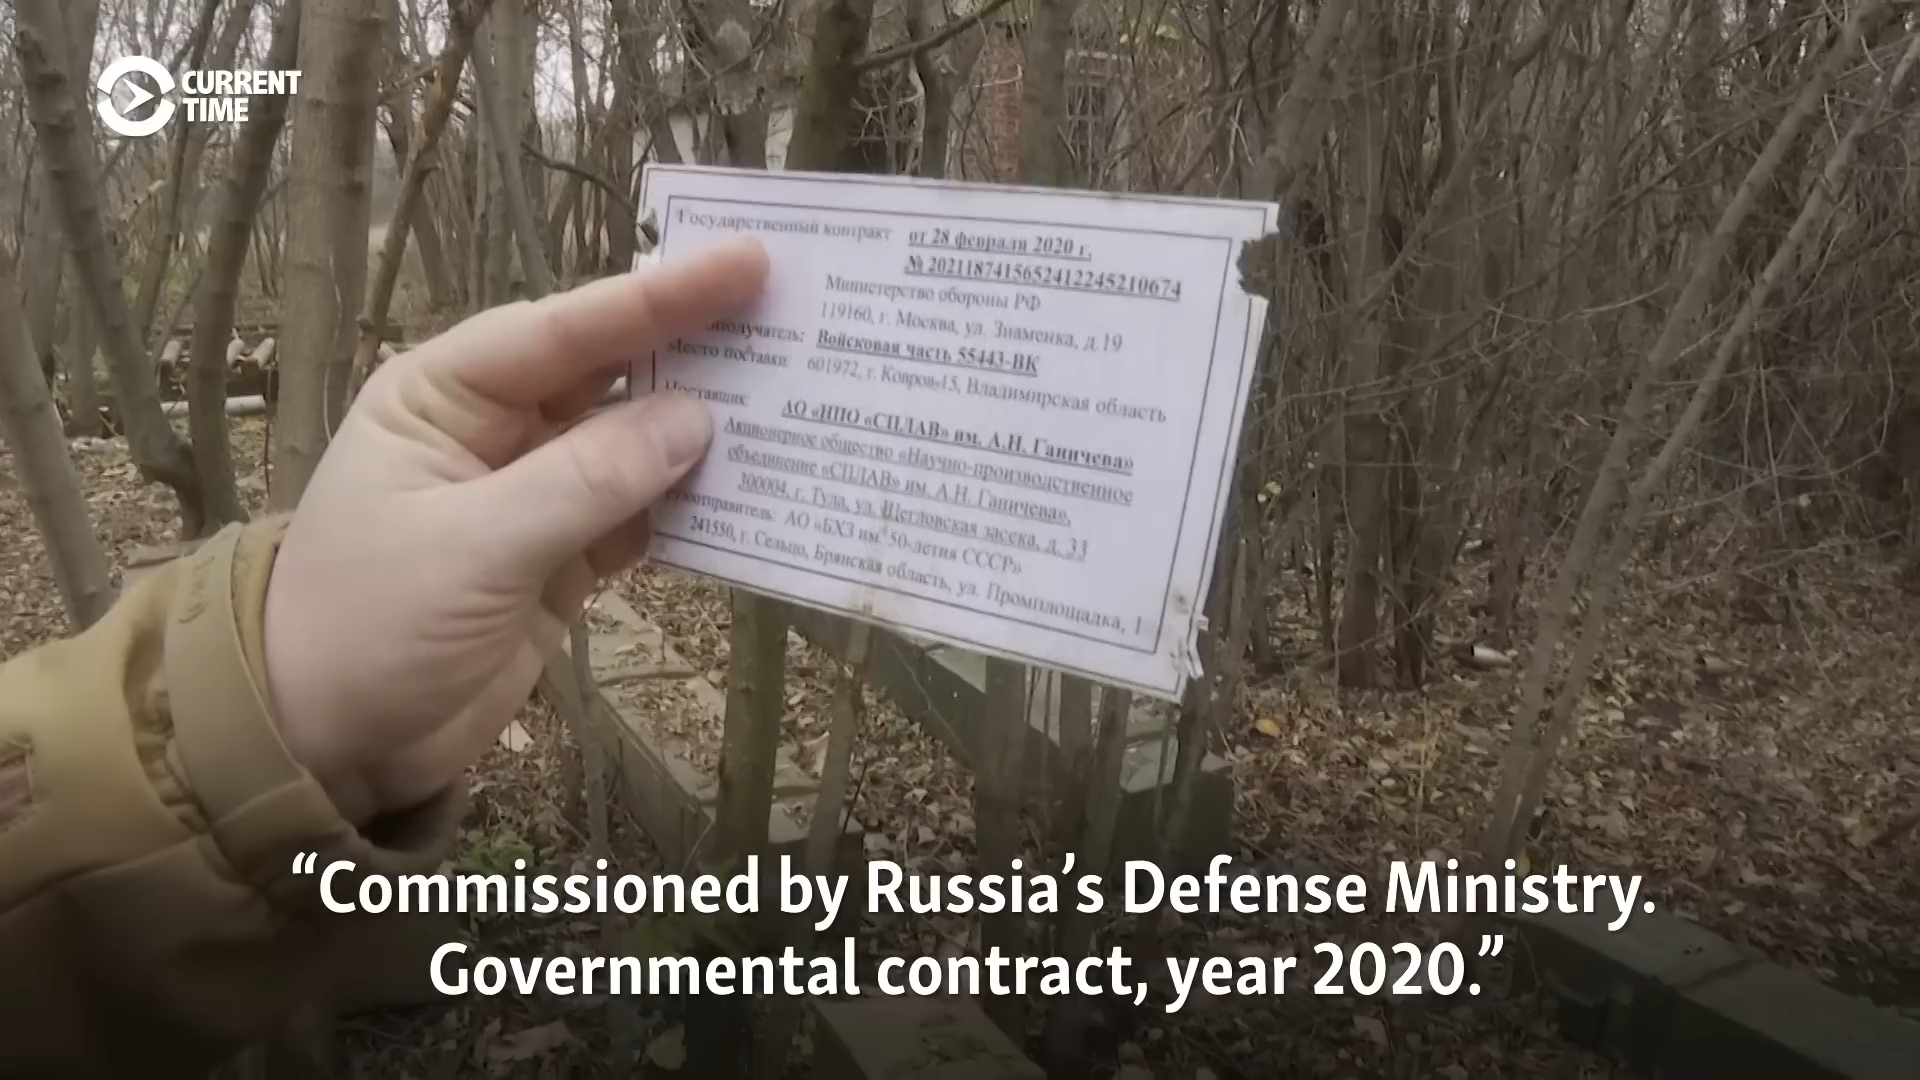 CURRENT
TIME
Государственный контракт от 28 февраля 2020 г.
№ 2021187415652412245210674
Министерство обороны РФ
119160, г. Москва, ул. Знаменка, д.19
Войсковая часть 55443-ВК
Место поставки: 601972, г. Ковров-15, Владимирская область
Поставщик: АО «НПО «СПЛАВ» им. А.Н. Ганичева»
Акционерное общество «Научно-производственное
объединение «СПЛАВ» им. А.Н. Ганичева»,
300004, г. Тула, ул. Щегловская засека, д. 33
АО «БХЗ им 50-летия СССР»
241550, г. Сельцо, Брянская область, ул. Промплощадка, 1
“Commissioned by Russia’s Defense Ministry.
Governmental contract, year 2020.”